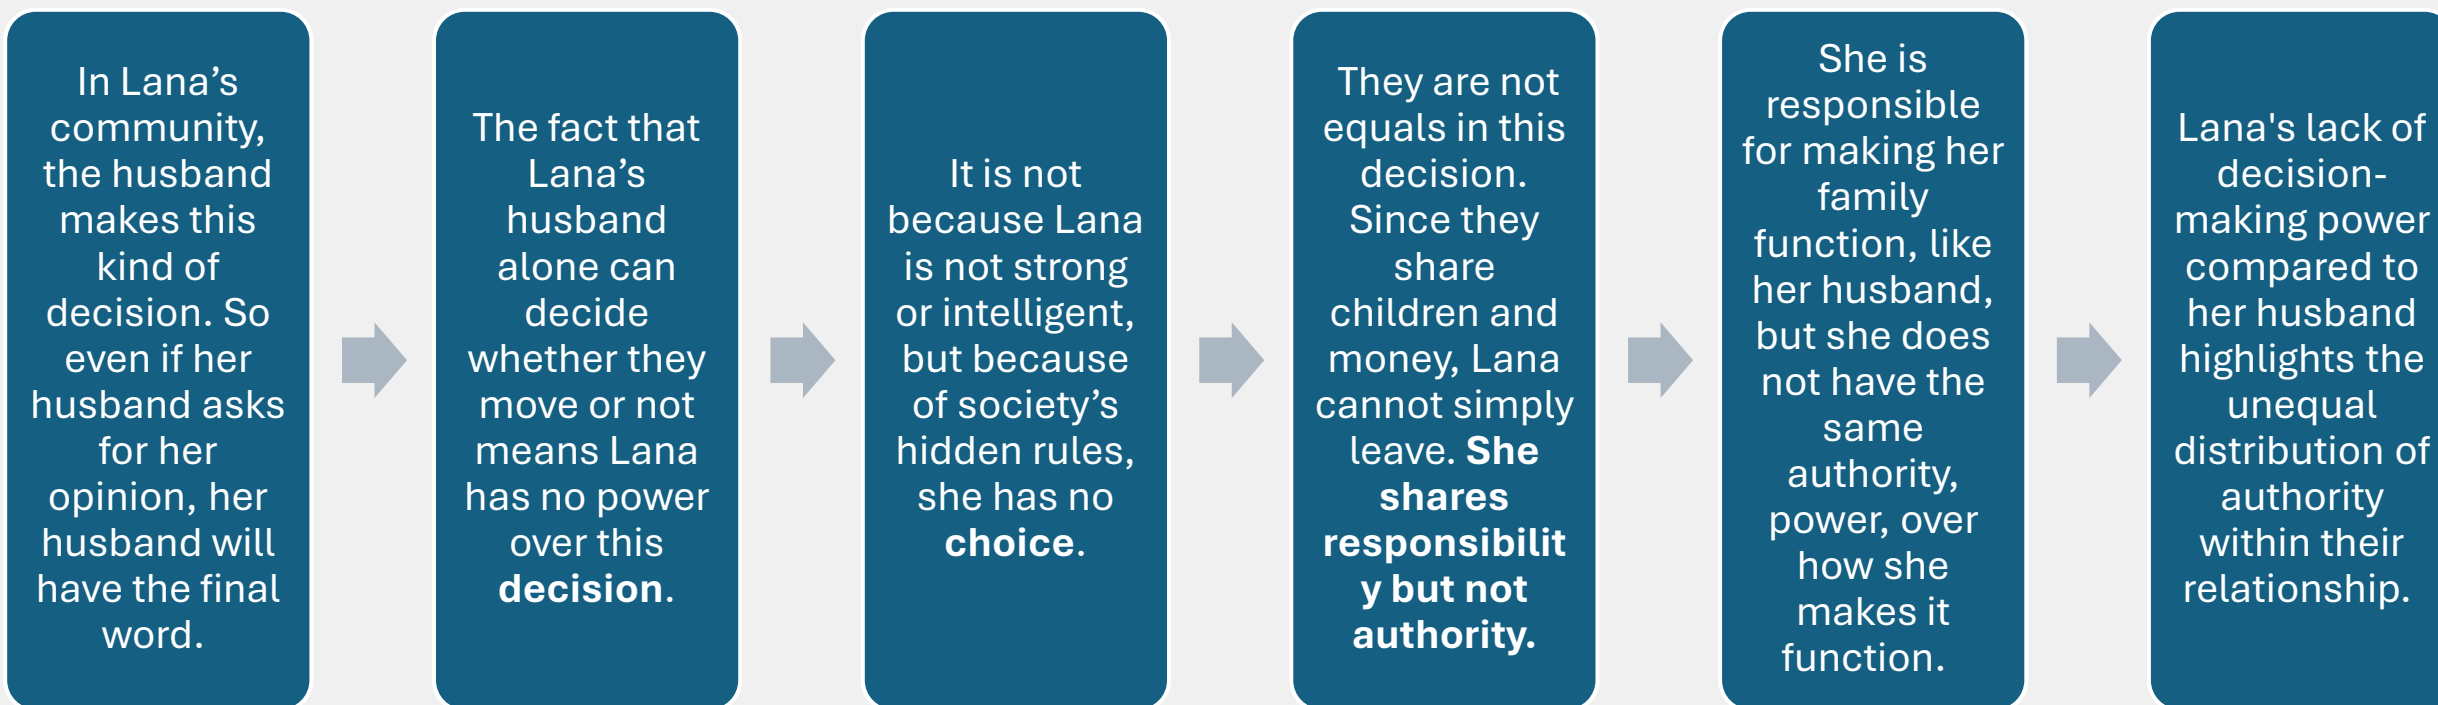 In Lana’s
community,
the husband
makes this
kind of
decision. So
even if her
husband asks
for her
opinion, her
husband will
have the final
word.
The fact that
Lana’s
husband
alone can
decide
whether they
move or not
means Lana
has no power
over this
decision.
It is not
because Lana
is not strong
or intelligent,
but because
of society’s
hidden rules,
she has no
choice.
They are not
equals in this
decision.
Since they
share
children and
money, Lana
cannot simply
leave. She
shares
responsibilit
y but not
authority.
She is
responsible
for making her
family
function, like
her husband,
but she does
not have the
same
authority,
power, over
how she
makes it
function.
Lana's lack of
decision-
making power
compared to
her husband
highlights the
unequal
distribution of
authority
within their
relationship.